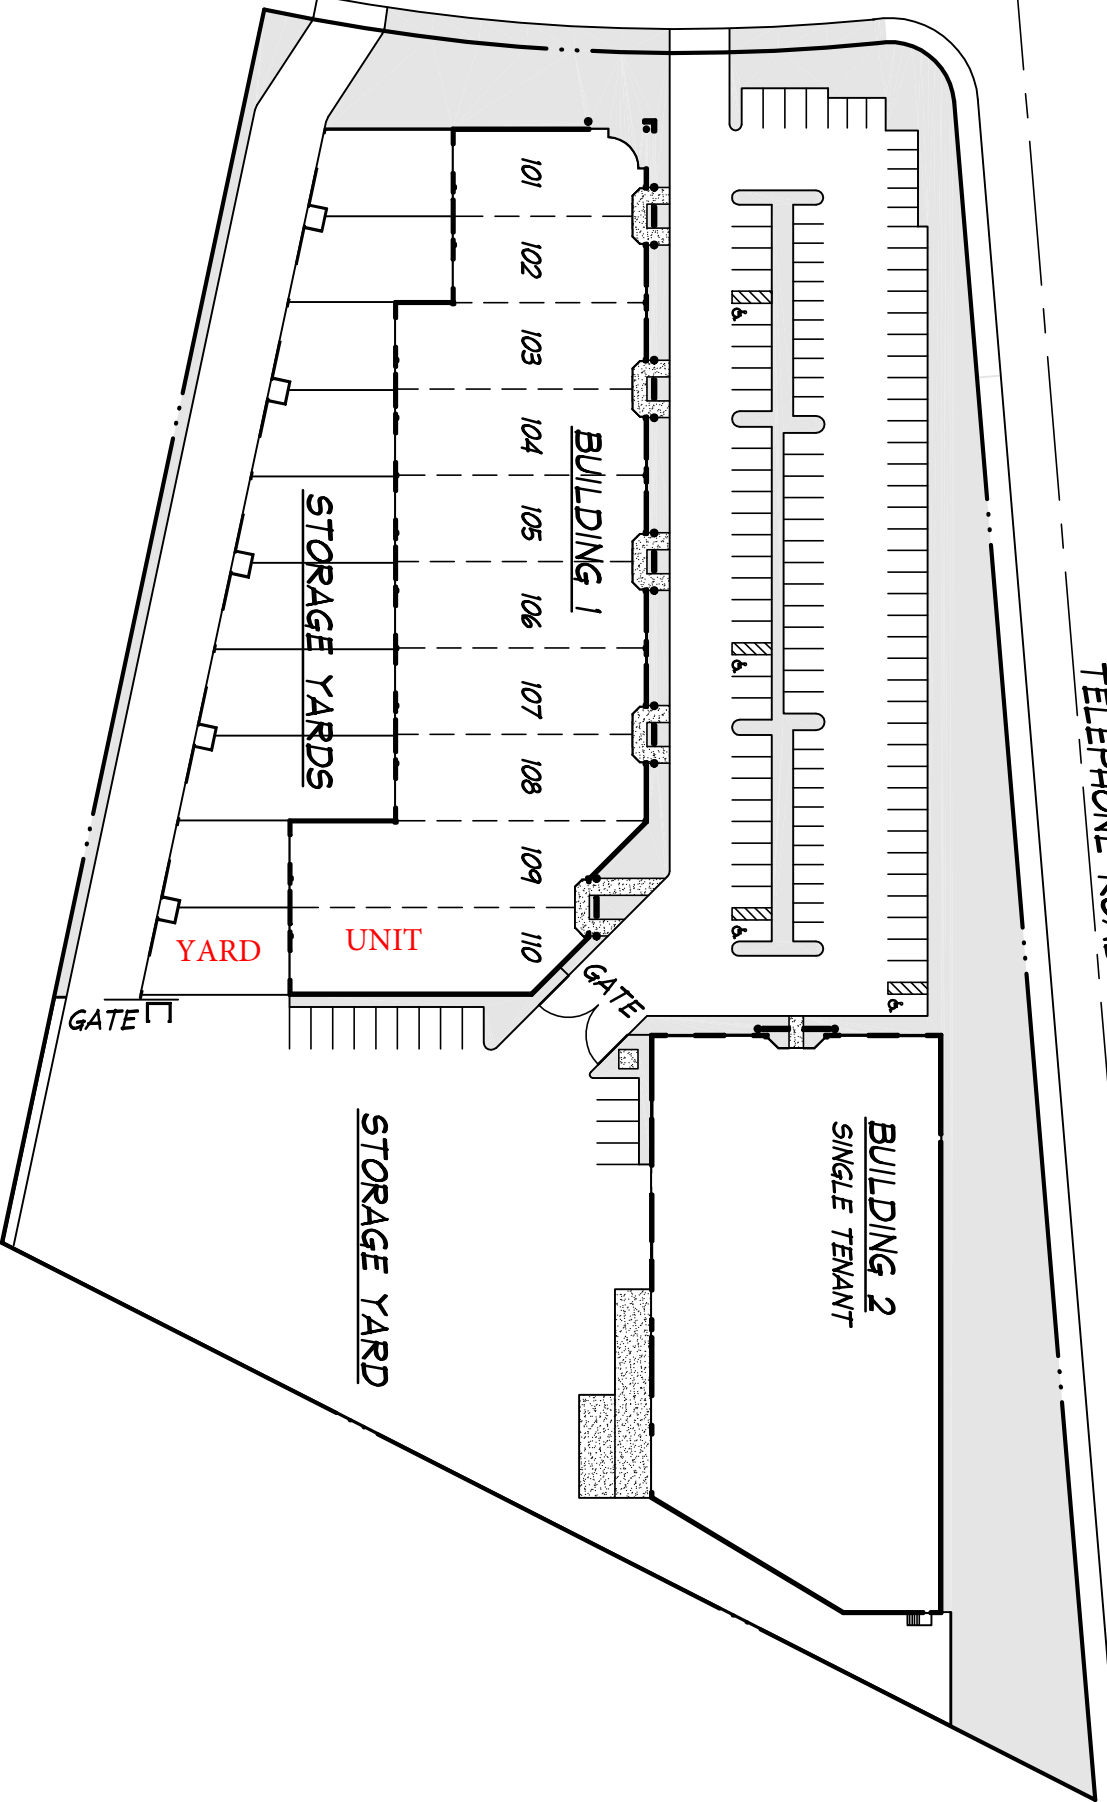 101
102
103
104
105
106
107
108
109
110
BUILDING 1
STORAGE YARDS
YARD
UNIT
GATE
GATE
STORAGE YARD
BUILDING 2
SINGLE TENANT
TELEPHONE